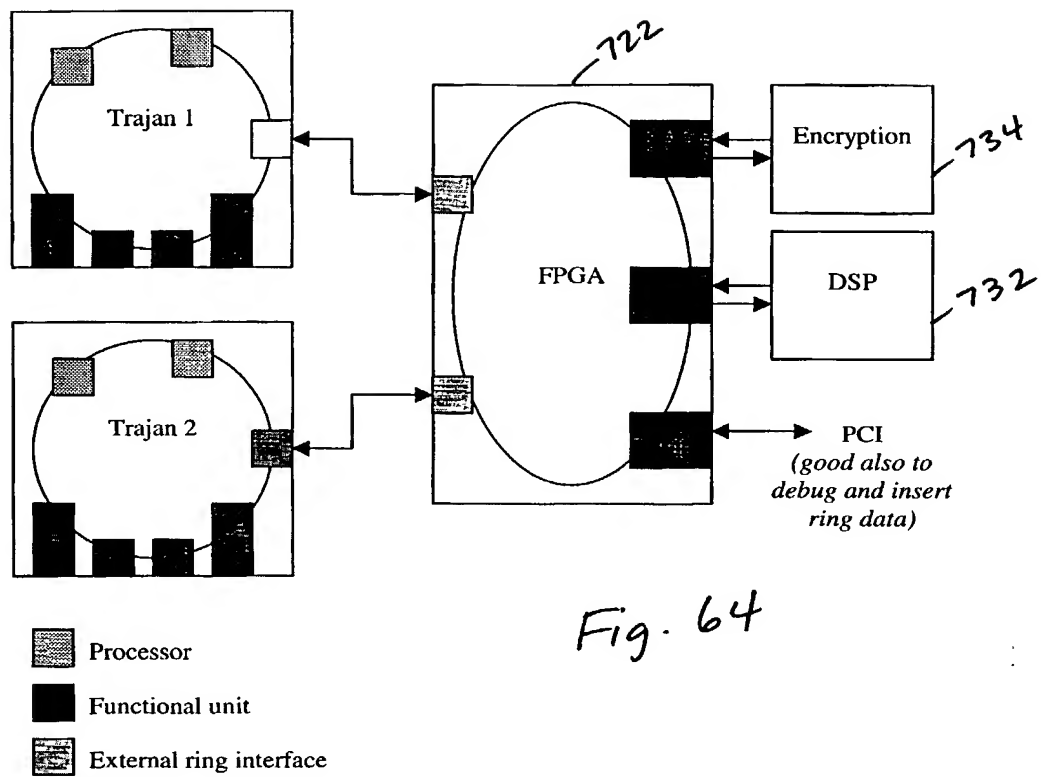 722
Trajan 1
Encryption
734
FPGA
DSP
732
Trajan 2
PCI
(good also to
debug and insert
ring data)
Fig. 64
Processor
Functional unit
External ring interface